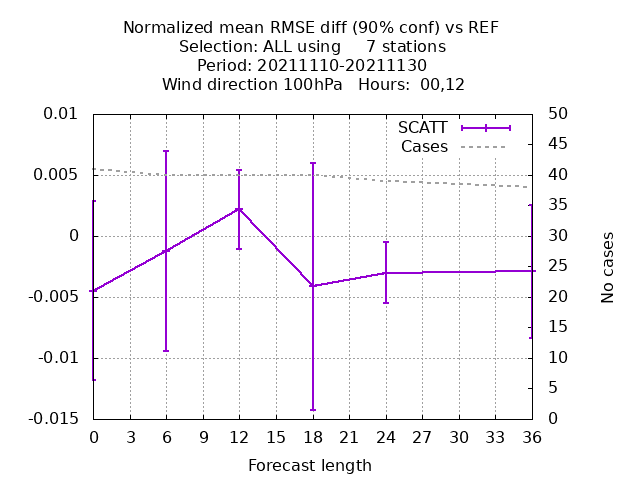 Normalized mean RMSE diff (90% conf) vs REF
Selection: ALL using 7 stations
Period: 20211110-20211130
Wind direction 100hPa Hours: 00,12
SCATT
Cases
0.01
0.005
0
-0.005
-0.01
-0.015
50
45
40
35
30
25
20
15
10
5
0
No cases
0 3 6 9 12 15 18 21 24 27 30 33 36
Forecast length